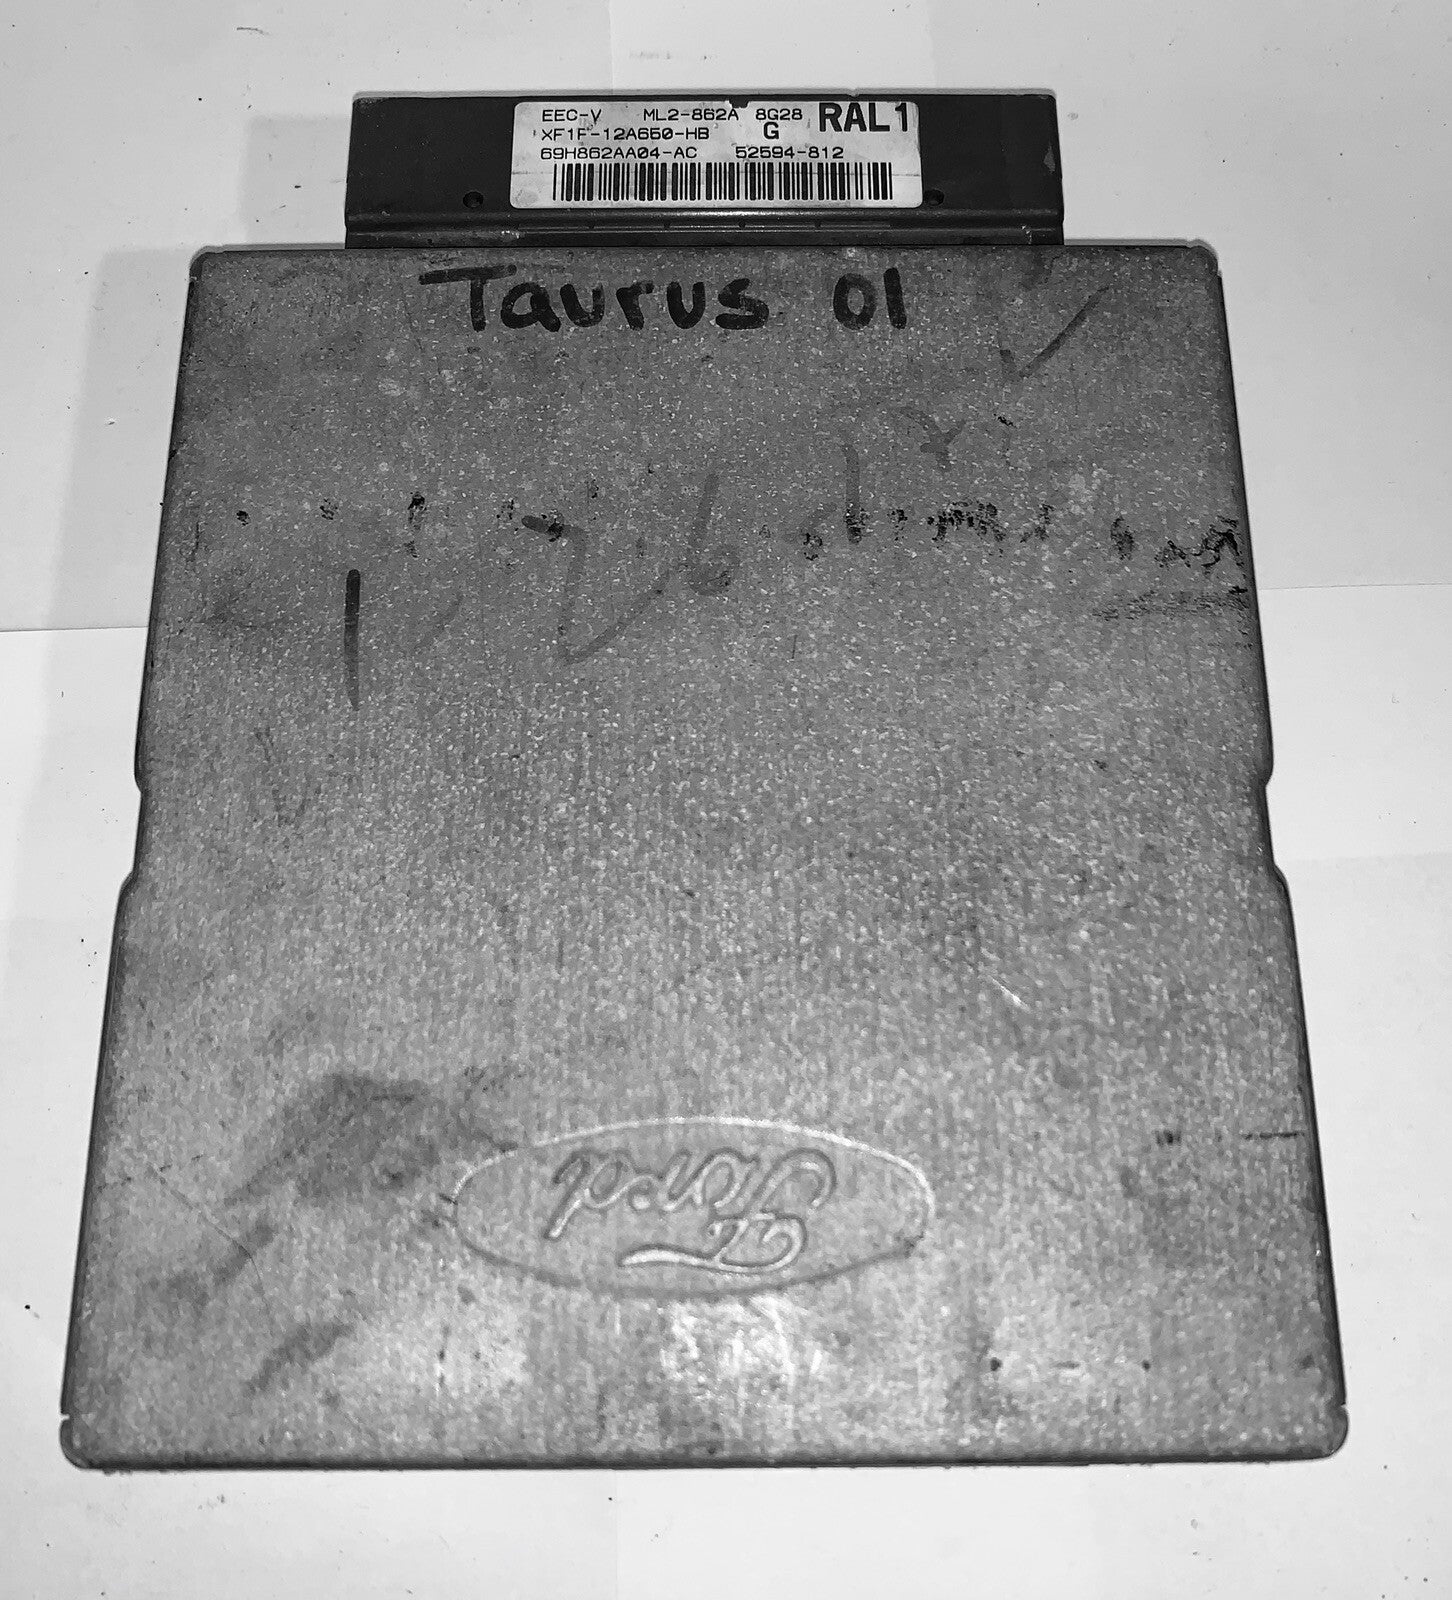 EEC-V ML2-862A 8G28 RAL1
XF1F-12A650-HB G
69H862AA04-AC 52594-812
Taurus 01
Ford